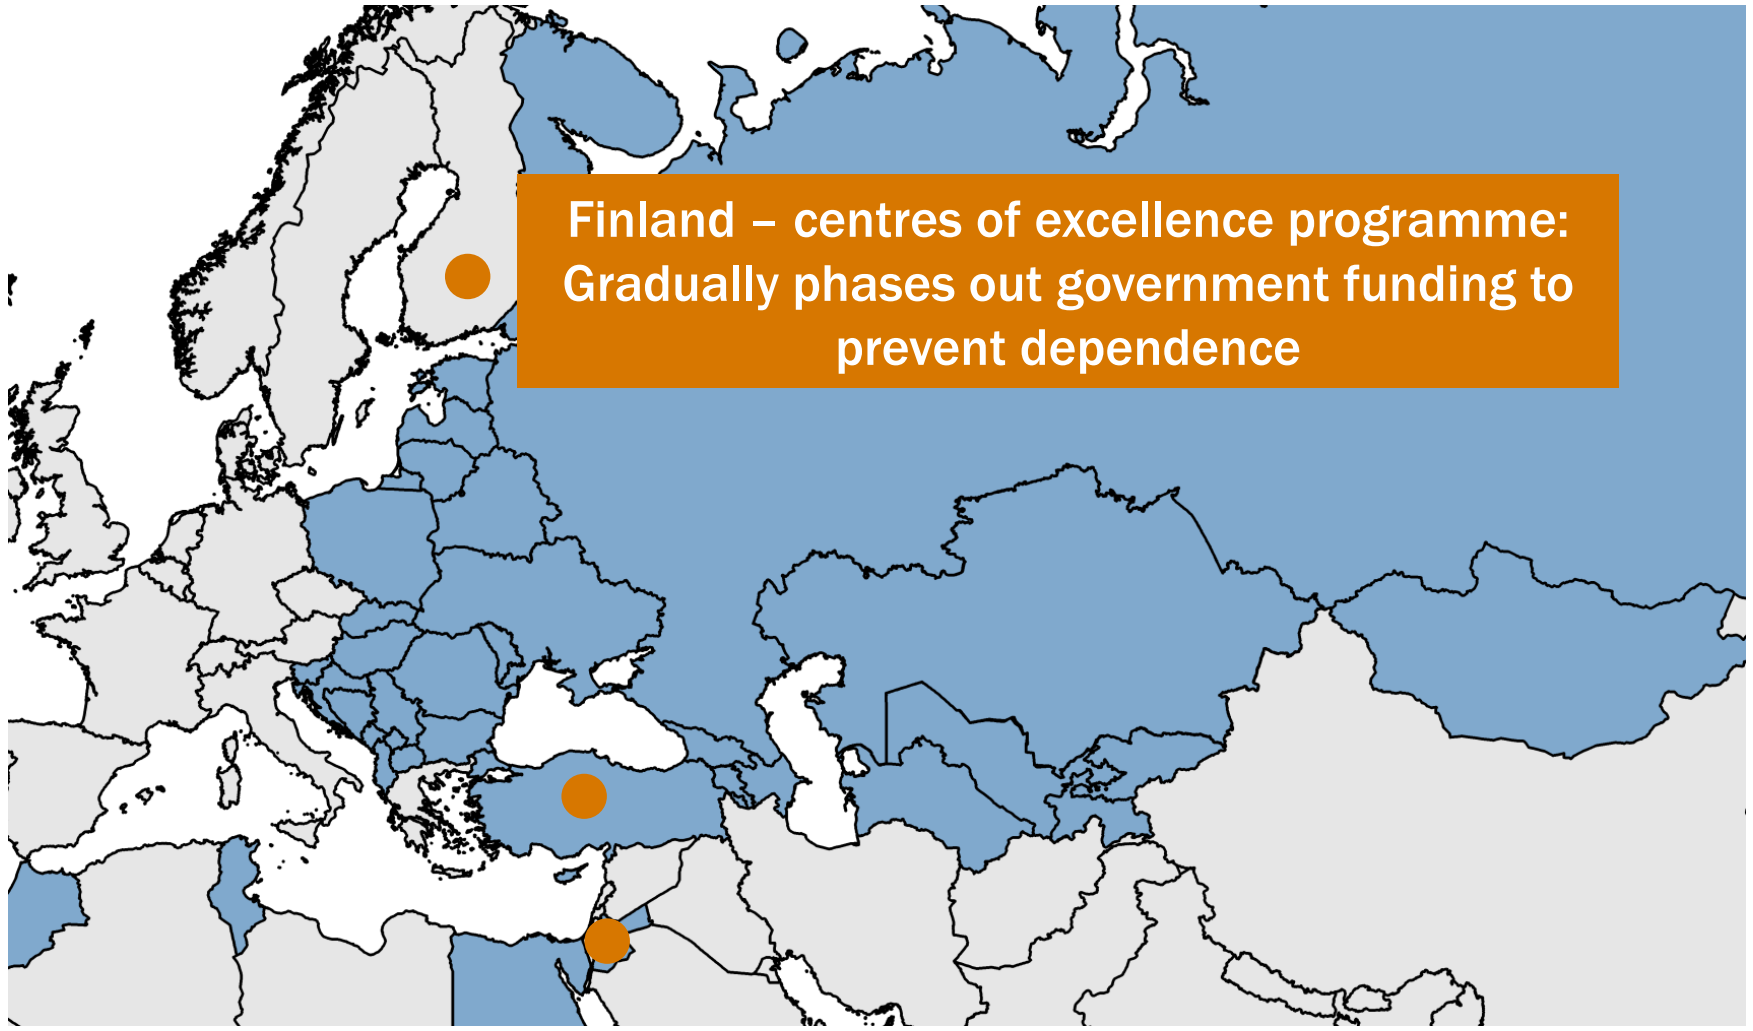 Finland – centres of excellence programme:
Gradually phases out government funding to
prevent dependence